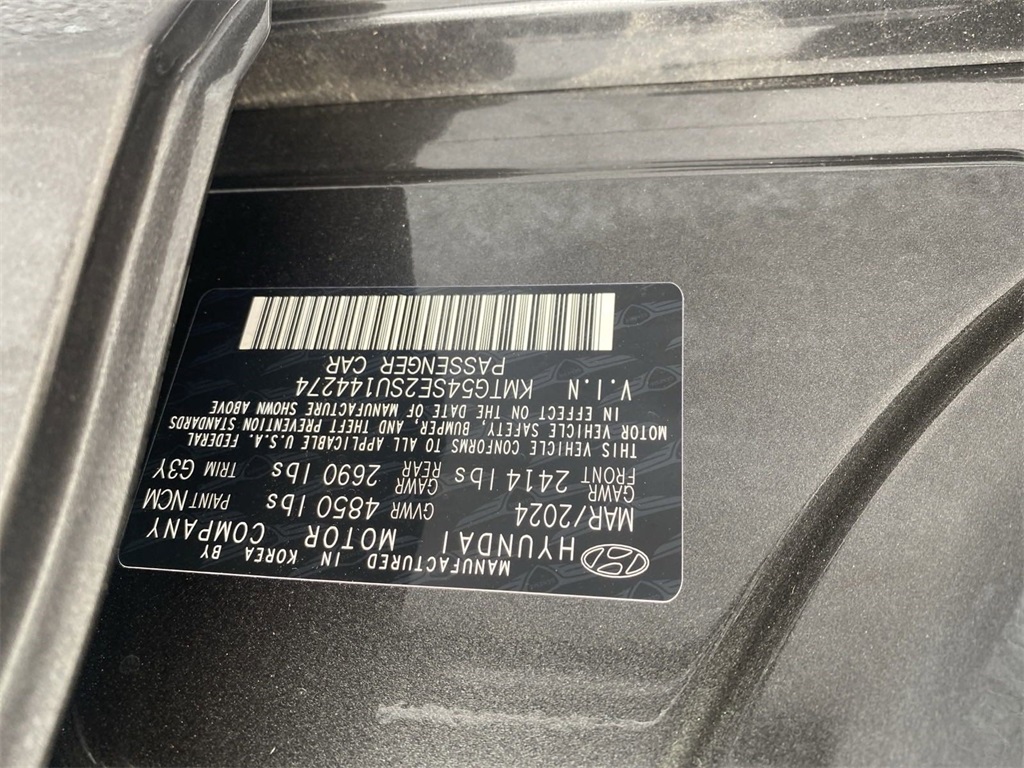 MANUFACTURED IN KOREA BY
HYUNDAI MOTOR COMPANY
MAR/2024 GVWR 4850 lbs PAINT NCM
GAWR FRONT 2414 lbs GAWR REAR 2690 lbs TRIM G3Y
THIS VEHICLE CONFORMS TO ALL APPLICABLE U.S.A. FEDERAL
MOTOR VEHICLE SAFETY, BUMPER, AND THEFT PREVENTION STANDARDS
IN EFFECT ON THE DATE OF MANUFACTURE SHOWN ABOVE
V.I.N KMTG54SE2SU144274
PASSENGER CAR